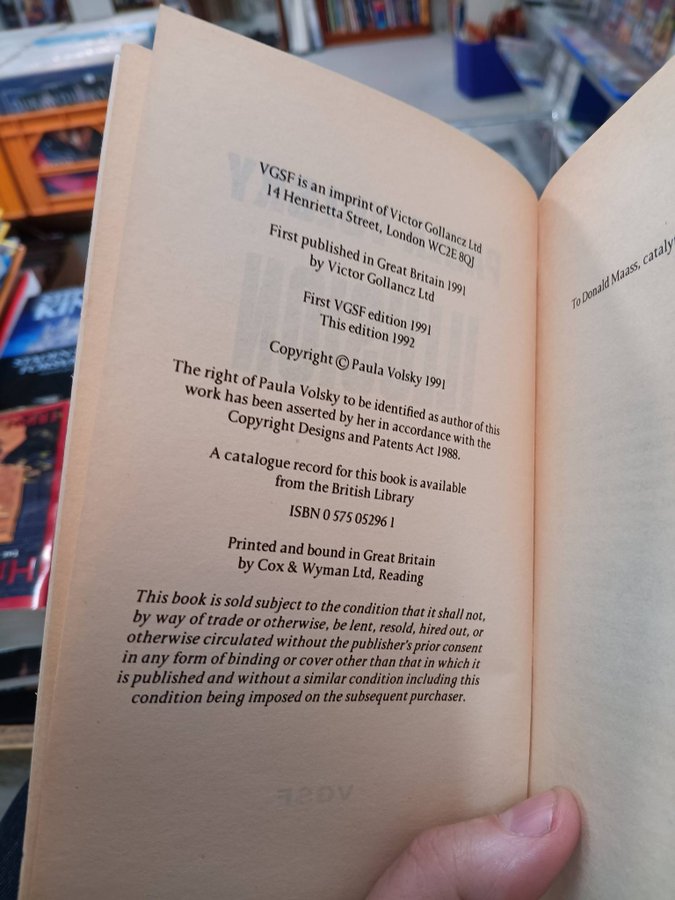 VGSF is an imprint of Victor Gollancz Ltd
14 Henrietta Street, London WC2E 8QJ
First published in Great Britain 1991
by Victor Gollancz Ltd
First VGSF edition 1991
This edition 1992
Copyright © Paula Volsky 1991
The right of Paula Volsky to be identified as author of this
work has been asserted by her in accordance with the
Copyright Designs and Patents Act 1988.
A catalogue record for this book is available
from the British Library
ISBN 0 575 05296 1
Printed and bound in Great Britain
by Cox & Wyman Ltd, Reading
This book is sold subject to the condition that it shall not,
by way of trade or otherwise, be lent, resold, hired out, or
otherwise circulated without the publisher's prior consent
in any form of binding or cover other than that in which it
is published and without a similar condition including this
condition being imposed on the subsequent purchaser.
VGSF
To Donald Maass, cataly